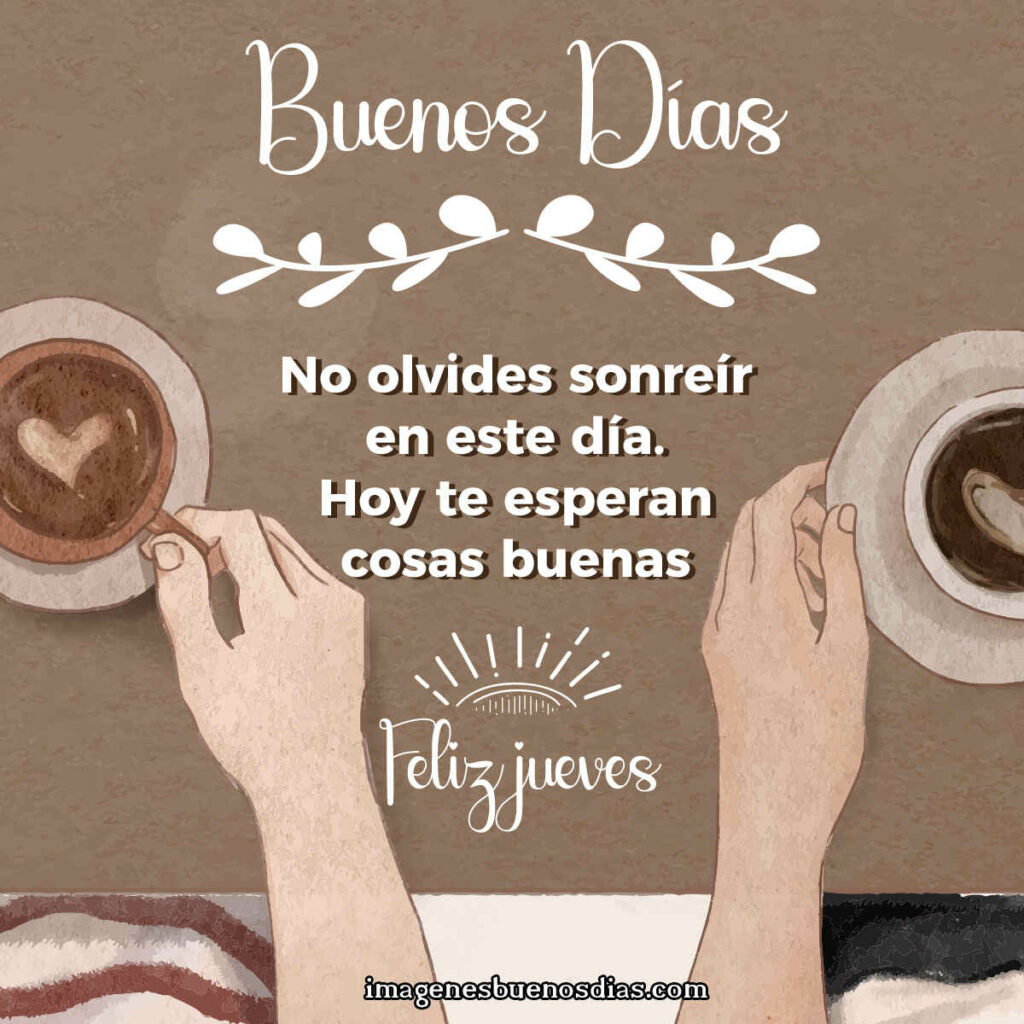 Buenos Días
No olvides sonreír
en este día.
Hoy te esperan
cosas buenas
Feliz jueves
imagenesbuenosdias.com